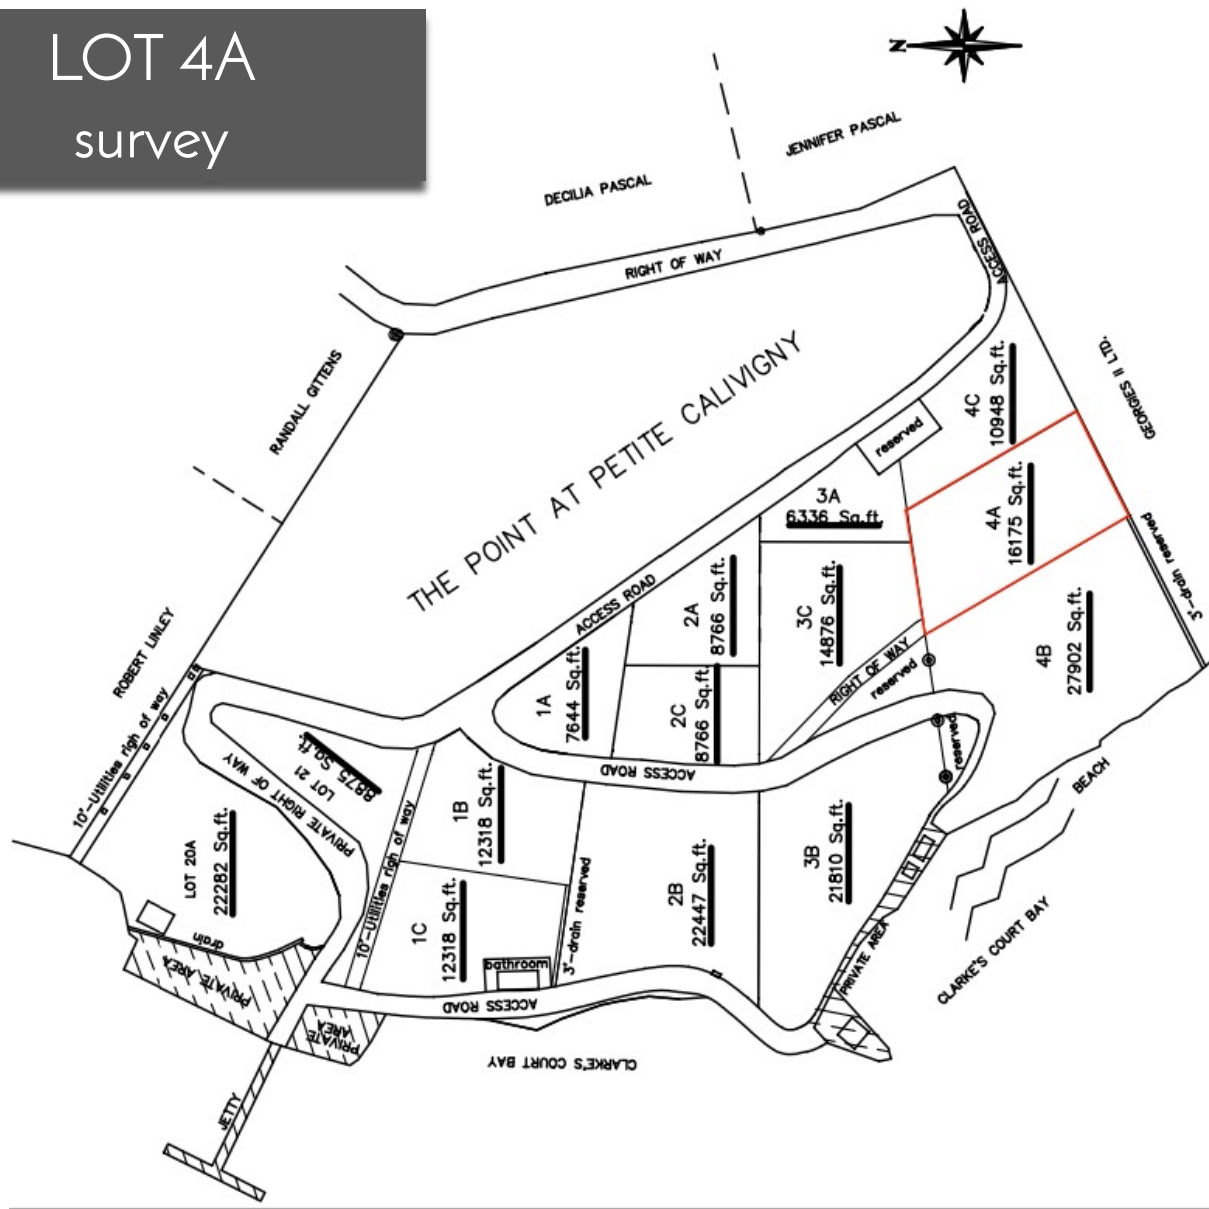 LOT 4A
survey
N
JENNIFER PASCAL
DECILIA PASCAL
ACCESS ROAD
RIGHT OF WAY
RANDALL GITTENS
GEORGIES II LTD.
THE POINT AT PETITE CALIVIGNY
4C
10948 Sq.ft.
reserved
3A
6336 Sq.ft.
4A
16175 Sq.ft.
3'-drain reserved
ACCESS ROAD
2A
8766 Sq.ft.
3C
14876 Sq.ft.
4B
27902 Sq.ft.
ROBERT LINLEY
RIGHT OF WAY
reserved
1A
7644 Sq.ft.
2C
8766 Sq.ft.
10'-Utilities righ of way
reserved
LOT 21
8875 Sq.ft.
PRIVATE RIGHT OF WAY
ACCESS ROAD
BEACH
1B
12318 Sq.ft.
LOT 20A
22282 Sq.ft.
10'-Utilities righ of way
3B
21810 Sq.ft.
2B
22447 Sq.ft.
1C
12318 Sq.ft.
3'-drain reserved
drain
bathroom
PRIVATE AREA
PRIVATE AREA
CLARKE'S COURT BAY
ACCESS ROAD
PRIVATE
AREA
CLARKE'S COURT BAY
JETTY